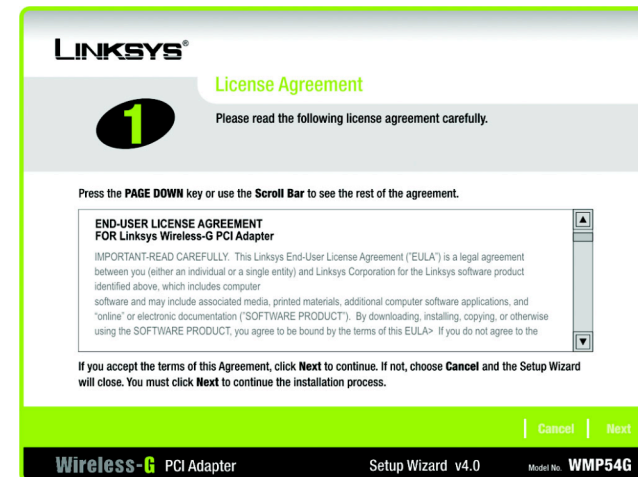 LINKSYS®
License Agreement
1
Please read the following license agreement carefully.
Press the PAGE DOWN key or use the Scroll Bar to see the rest of the agreement.
END-USER LICENSE AGREEMENT
FOR Linksys Wireless-G PCI Adapter
IMPORTANT-READ CAREFULLY. This Linksys End-User License Agreement ("EULA") is a legal agreement
between you (either an individual or a single entity) and Linksys Corporation for the Linksys software product
identified above, which includes computer
software and may include associated media, printed materials, additional computer software applications, and
"online" or electronic documentation ("SOFTWARE PRODUCT"). By downloading, installing, copying, or otherwise
using the SOFTWARE PRODUCT, you agree to be bound by the terms of this EULA> If you do not agree to the
If you accept the terms of this Agreement, click Next to continue. If not, choose Cancel and the Setup Wizard
will close. You must click Next to continue the installation process.
Cancel Next
Wireless-G PCI Adapter Setup Wizard v4.0 Model No. WMP54G